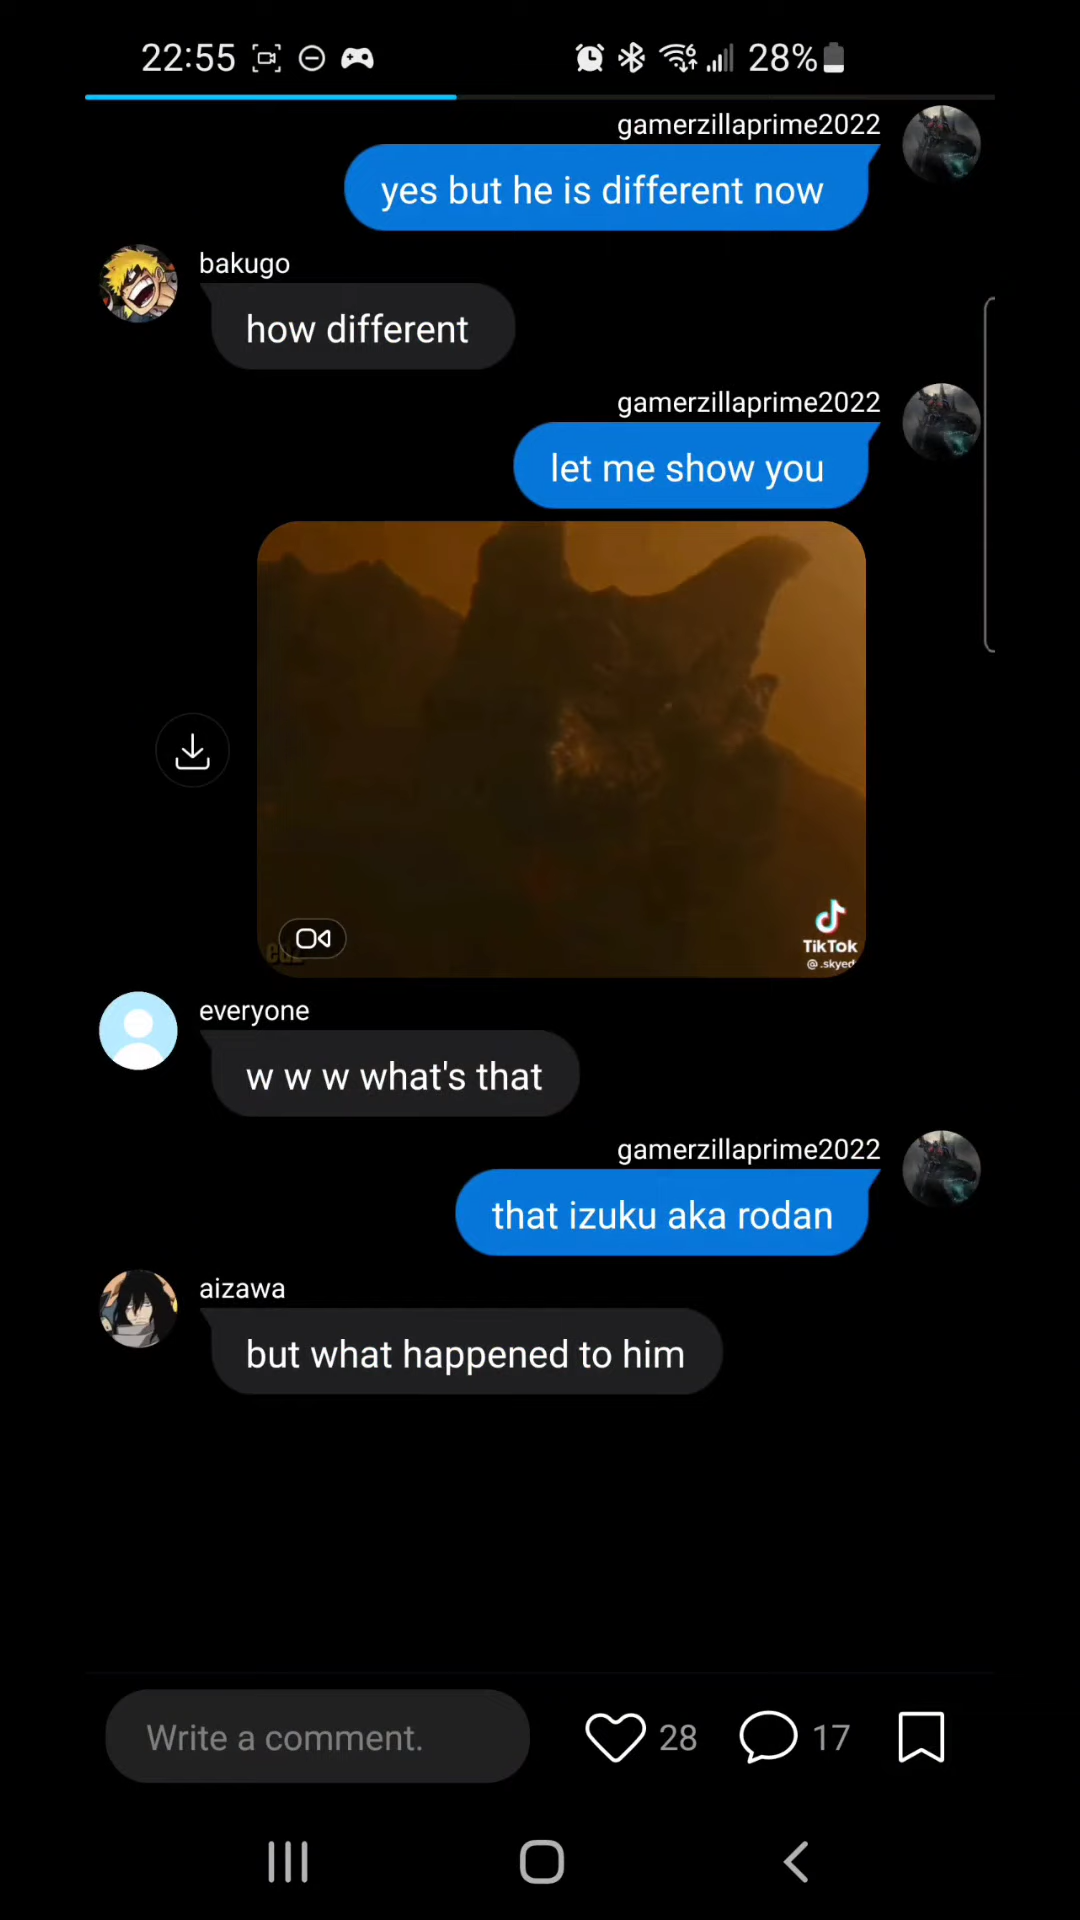 22:55 28%
gamerzillaprime2022
yes but he is different now
bakugo
how different
gamerzillaprime2022
let me show you
TikTok
@.skyed
everyone
w w w what's that
gamerzillaprime2022
that izuku aka rodan
aizawa
but what happened to him
Write a comment. 28 17